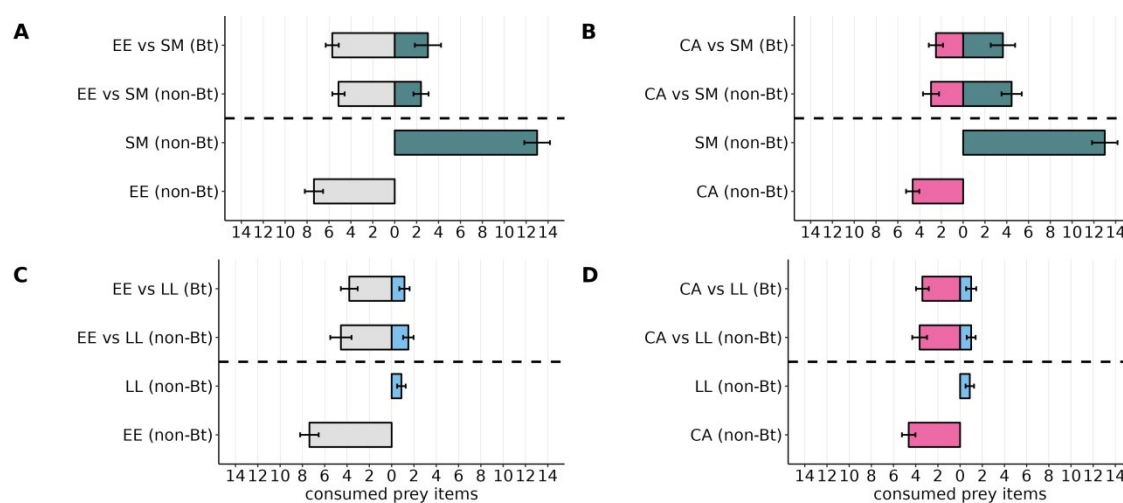 A
EE vs SM (Bt)
EE vs SM (non-Bt)
SM (non-Bt)
EE (non-Bt)
14 12 10 8 6 4 2 0 2 4 6 8 10 12 14
B
CA vs SM (Bt)
CA vs SM (non-Bt)
SM (non-Bt)
CA (non-Bt)
14 12 10 8 6 4 2 0 2 4 6 8 10 12 14
C
EE vs LL (Bt)
EE vs LL (non-Bt)
LL (non-Bt)
EE (non-Bt)
14 12 10 8 6 4 2 0 2 4 6 8 10 12 14
consumed prey items
D
CA vs LL (Bt)
CA vs LL (non-Bt)
LL (non-Bt)
CA (non-Bt)
14 12 10 8 6 4 2 0 2 4 6 8 10 12 14
consumed prey items